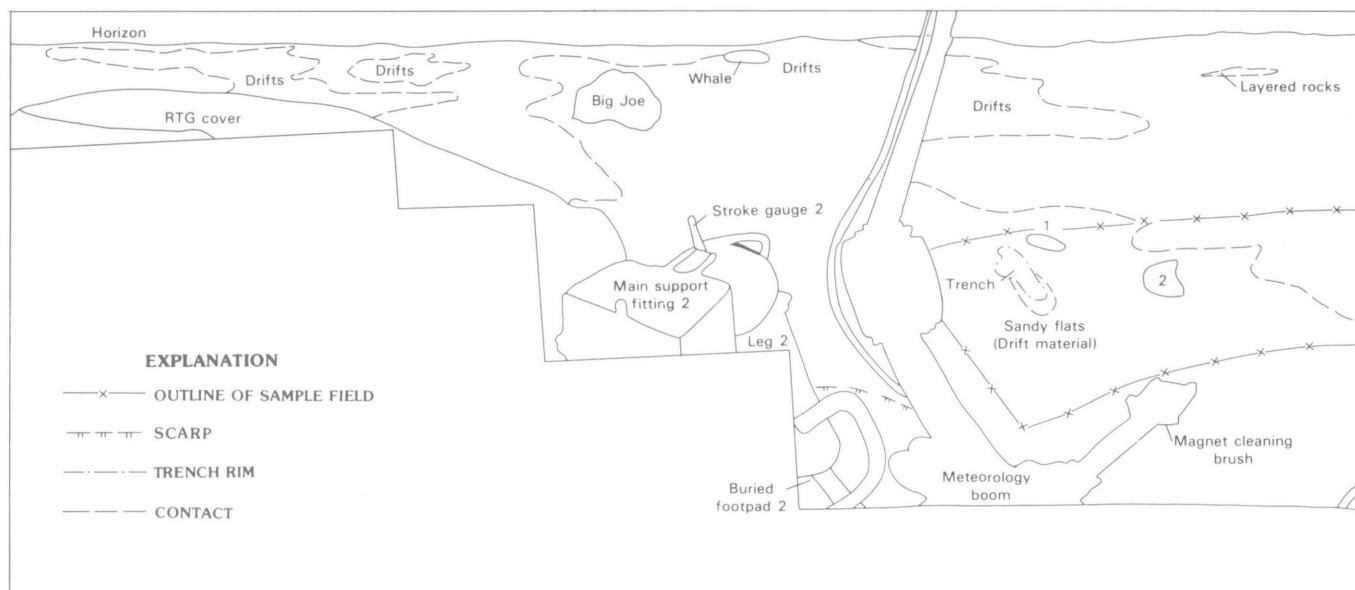 Horizon
Drifts
Drifts
Whale
Drifts
Big Joe
Layered rocks
Drifts
RTG cover
Stroke gauge 2
1
Main support
fitting 2
Trench
2
Sandy flats
(Drift material)
Leg 2
EXPLANATION
OUTLINE OF SAMPLE FIELD
SCARP
TRENCH RIM
CONTACT
Magnet cleaning
brush
Meteorology
boom
Buried
footpad 2